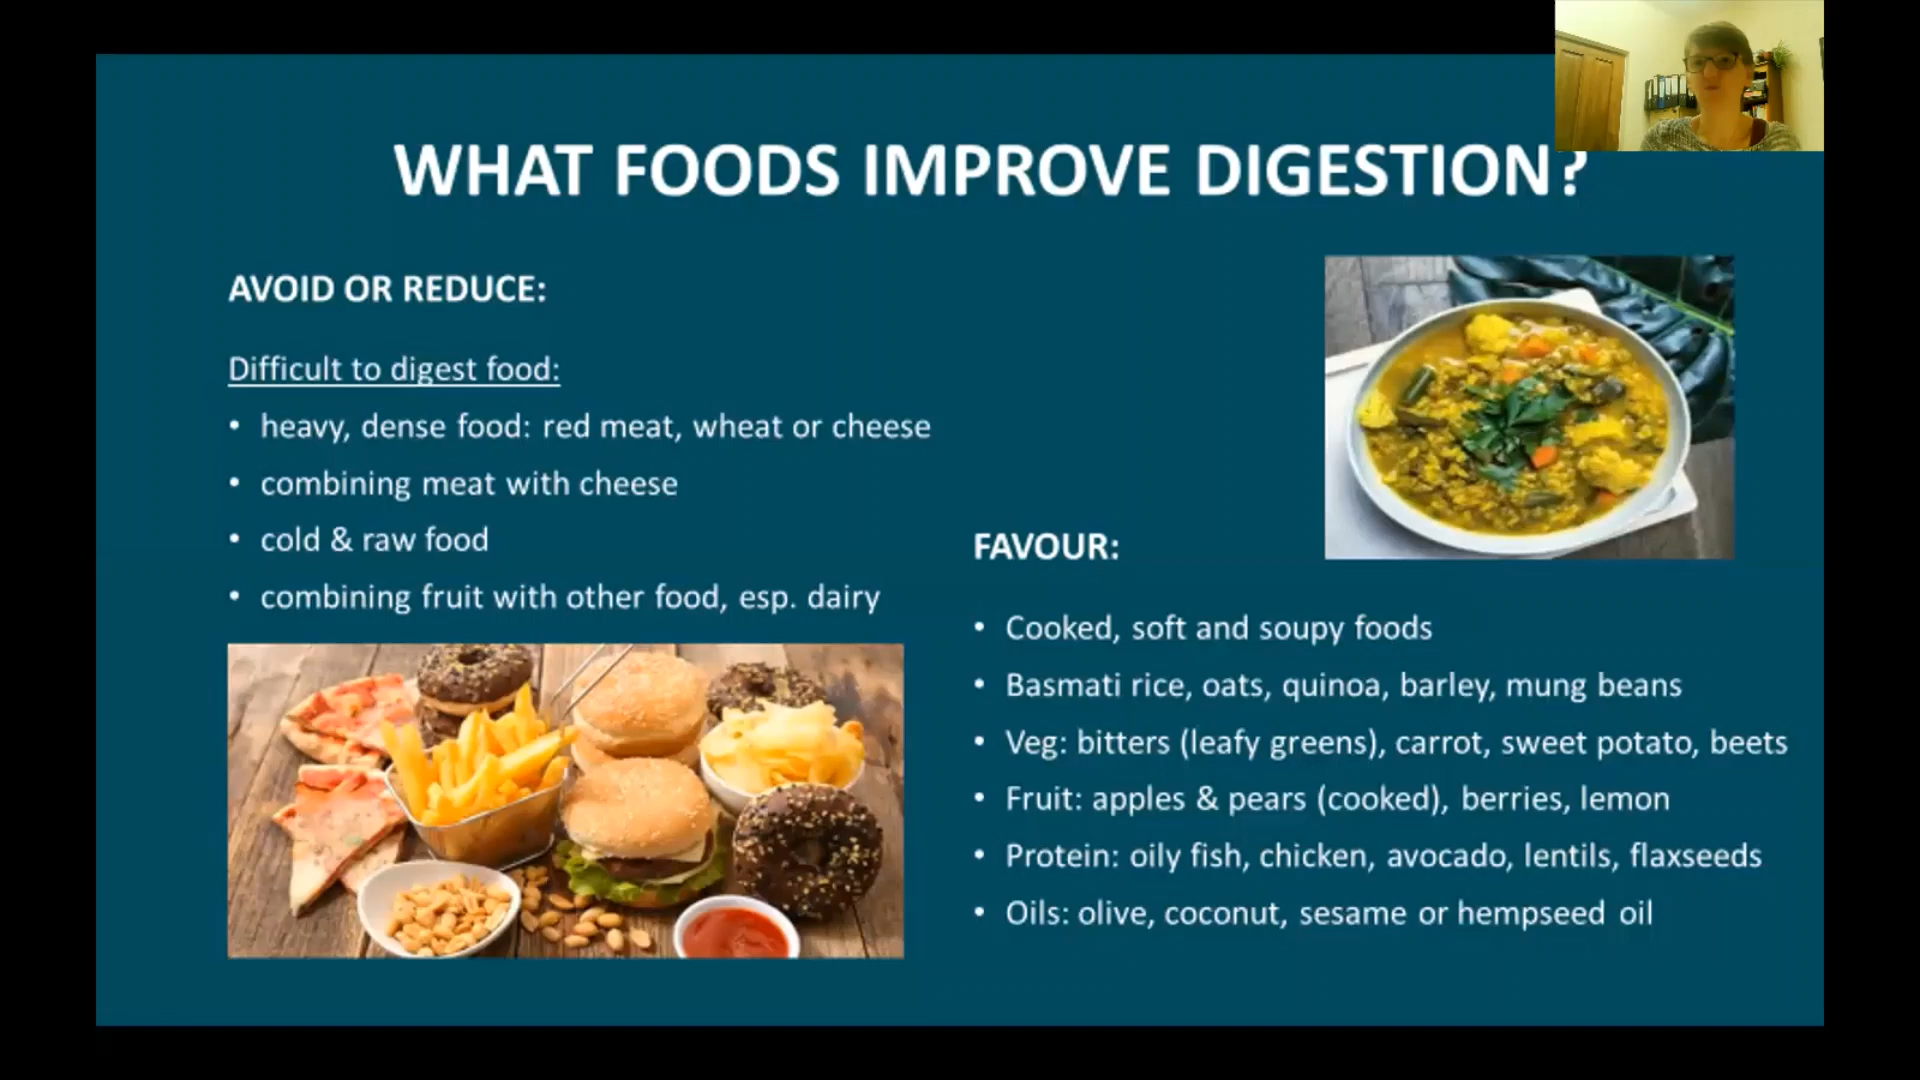 WHAT FOODS IMPROVE DIGESTION?
AVOID OR REDUCE:
Difficult to digest food:
• heavy, dense food: red meat, wheat or cheese
• combining meat with cheese
• cold & raw food
• combining fruit with other food, esp. dairy
FAVOUR:
• Cooked, soft and soupy foods
• Basmati rice, oats, quinoa, barley, mung beans
• Veg: bitters (leafy greens), carrot, sweet potato, beets
• Fruit: apples & pears (cooked), berries, lemon
• Protein: oily fish, chicken, avocado, lentils, flaxseeds
• Oils: olive, coconut, sesame or hempseed oil